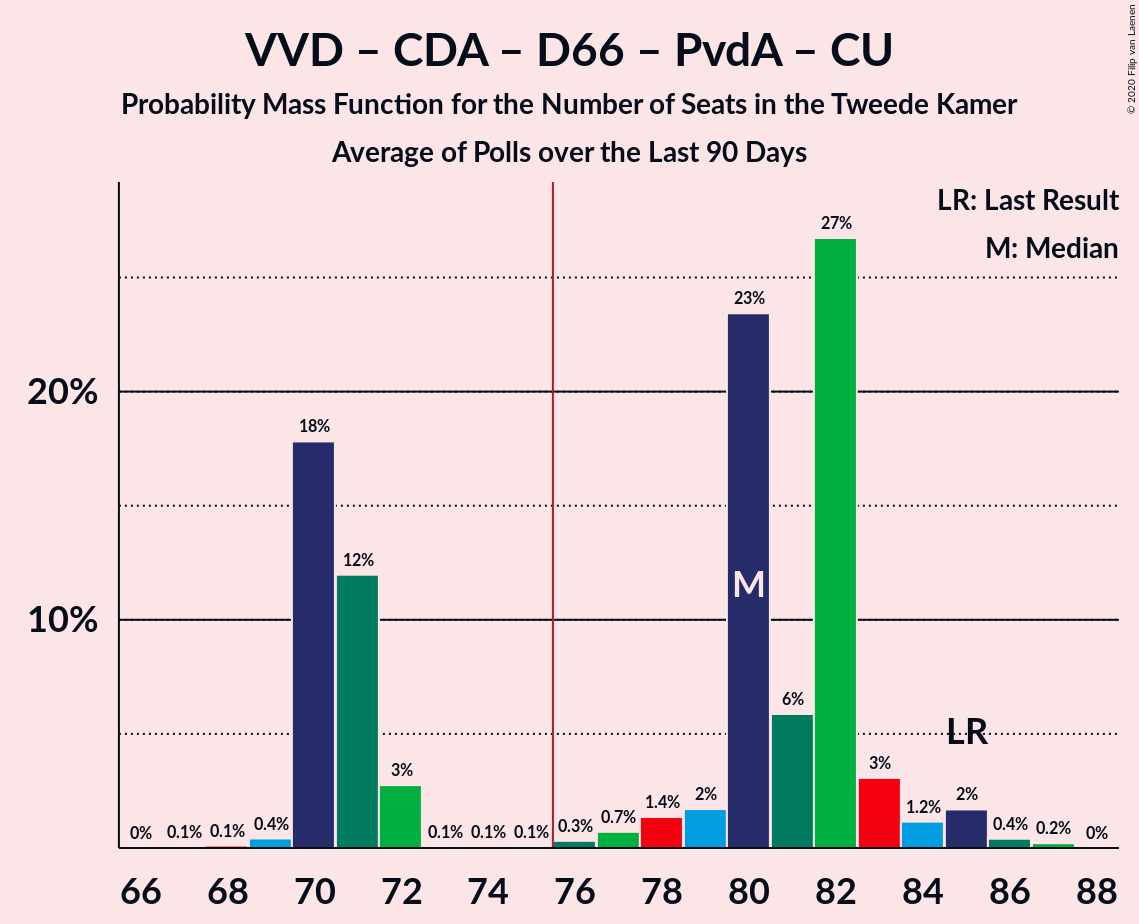 VVD – CDA – D66 – PvdA – CU
Probability Mass Function for the Number of Seats in the Tweede Kamer
Average of Polls over the Last 90 Days
© 2020 Filip van Laenen
LR: Last Result
M: Median
20%
10%
0% 0.1% 0.1% 0.4% 18% 12% 3% 0.1% 0.1% 0.1% 0.3% 0.7% 1.4% 2% 23% 6% 27% 3% 1.2% 2% 0.4% 0.2% 0%
M
LR
66 68 70 72 74 76 78 80 82 84 86 88